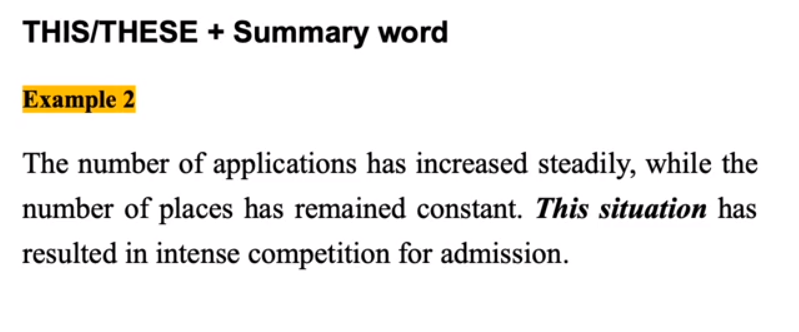 THIS/THESE + Summary word
Example 2
The number of applications has increased steadily, while the
number of places has remained constant. This situation has
resulted in intense competition for admission.